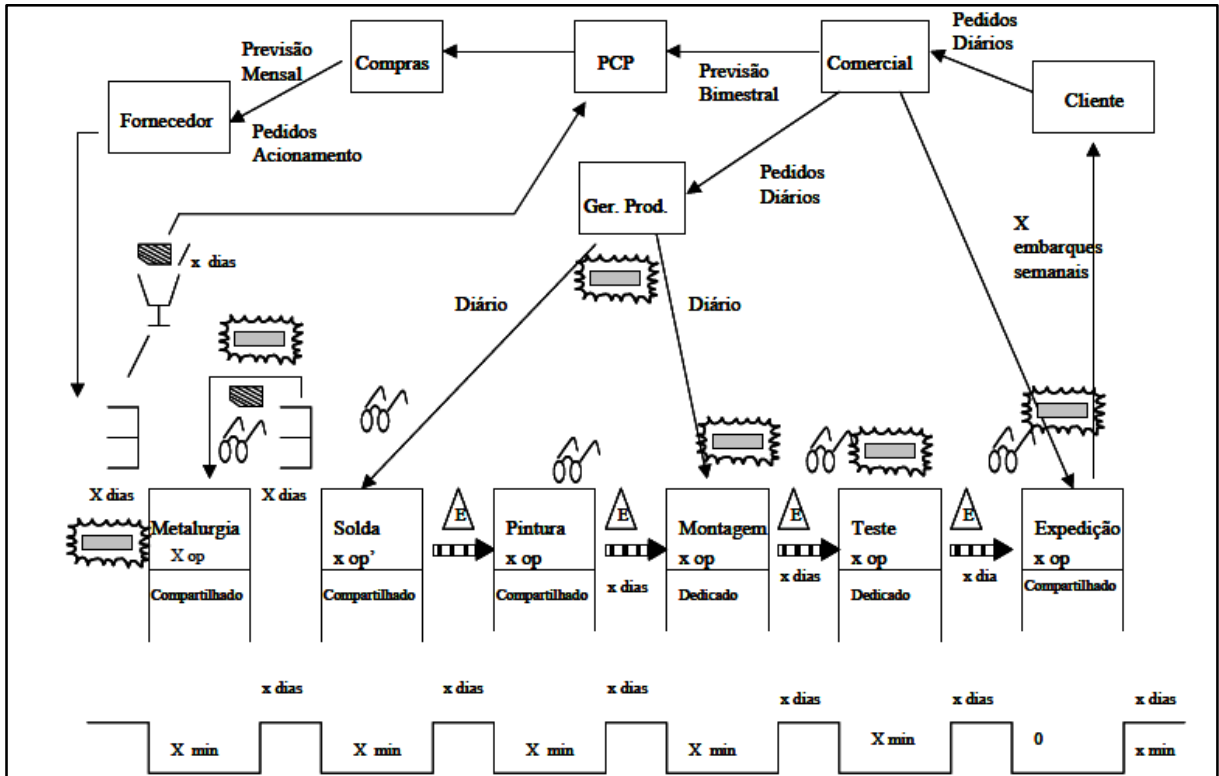 Pedidos
Diários
Previsão
Mensal
Compras
PCP
Previsão
Bimestral
Comercial
Cliente
Fornecedor
Pedidos
Acionamento
Pedidos
Diários
Ger. Prod.
X
embarques
semanais
x dias
Diário
Diário
X dias
X dias
Metalurgia
X op
Compartilhado
Solda
x op’
Compartilhado
E
Pintura
x op
Compartilhado
E
x dias
Montagem
x op
Dedicado
E
x dias
Teste
x op
Dedicado
E
x dia
Expedição
x op
Compartilhado
x dias
x dias
x dias
x dias
x dias
x dias
X min
X min
X min
X min
X min
0
x min